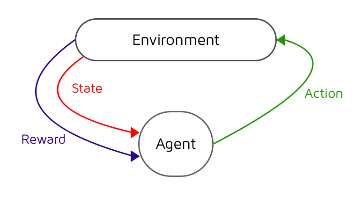 Environment
State
Action
Reward
Agent